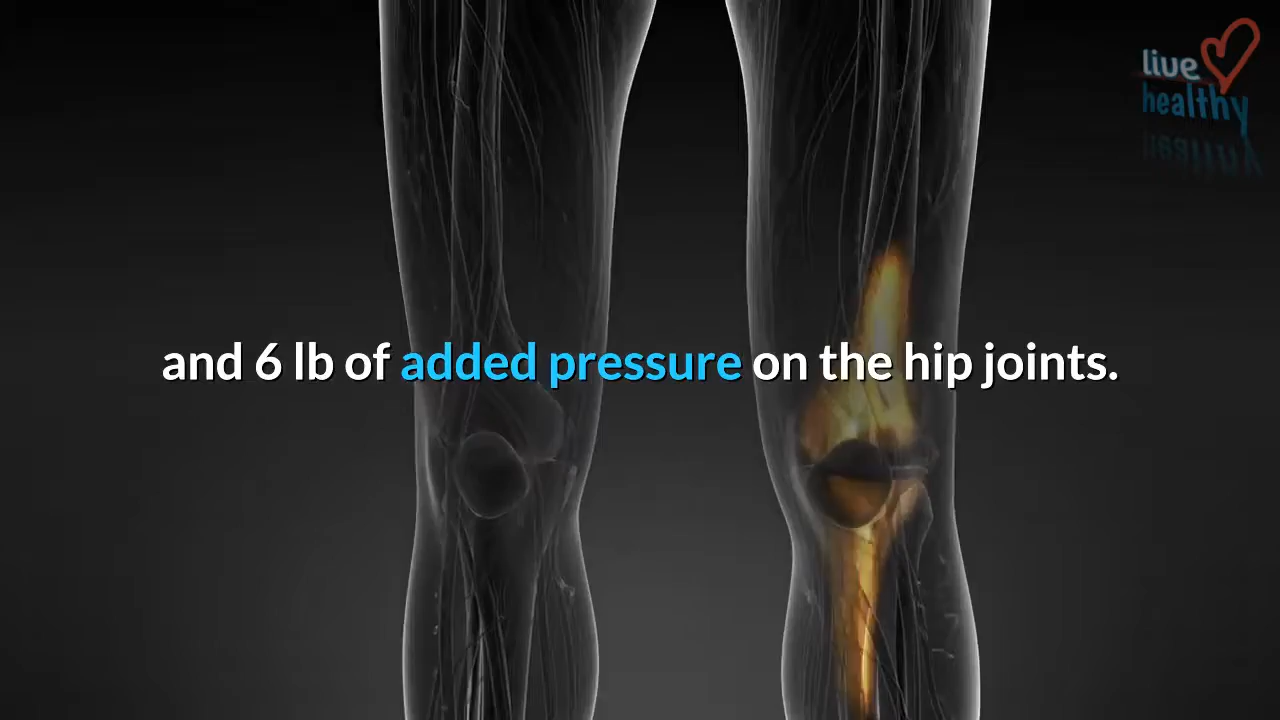 live
healthy
and 6 lb of added pressure on the hip joints.